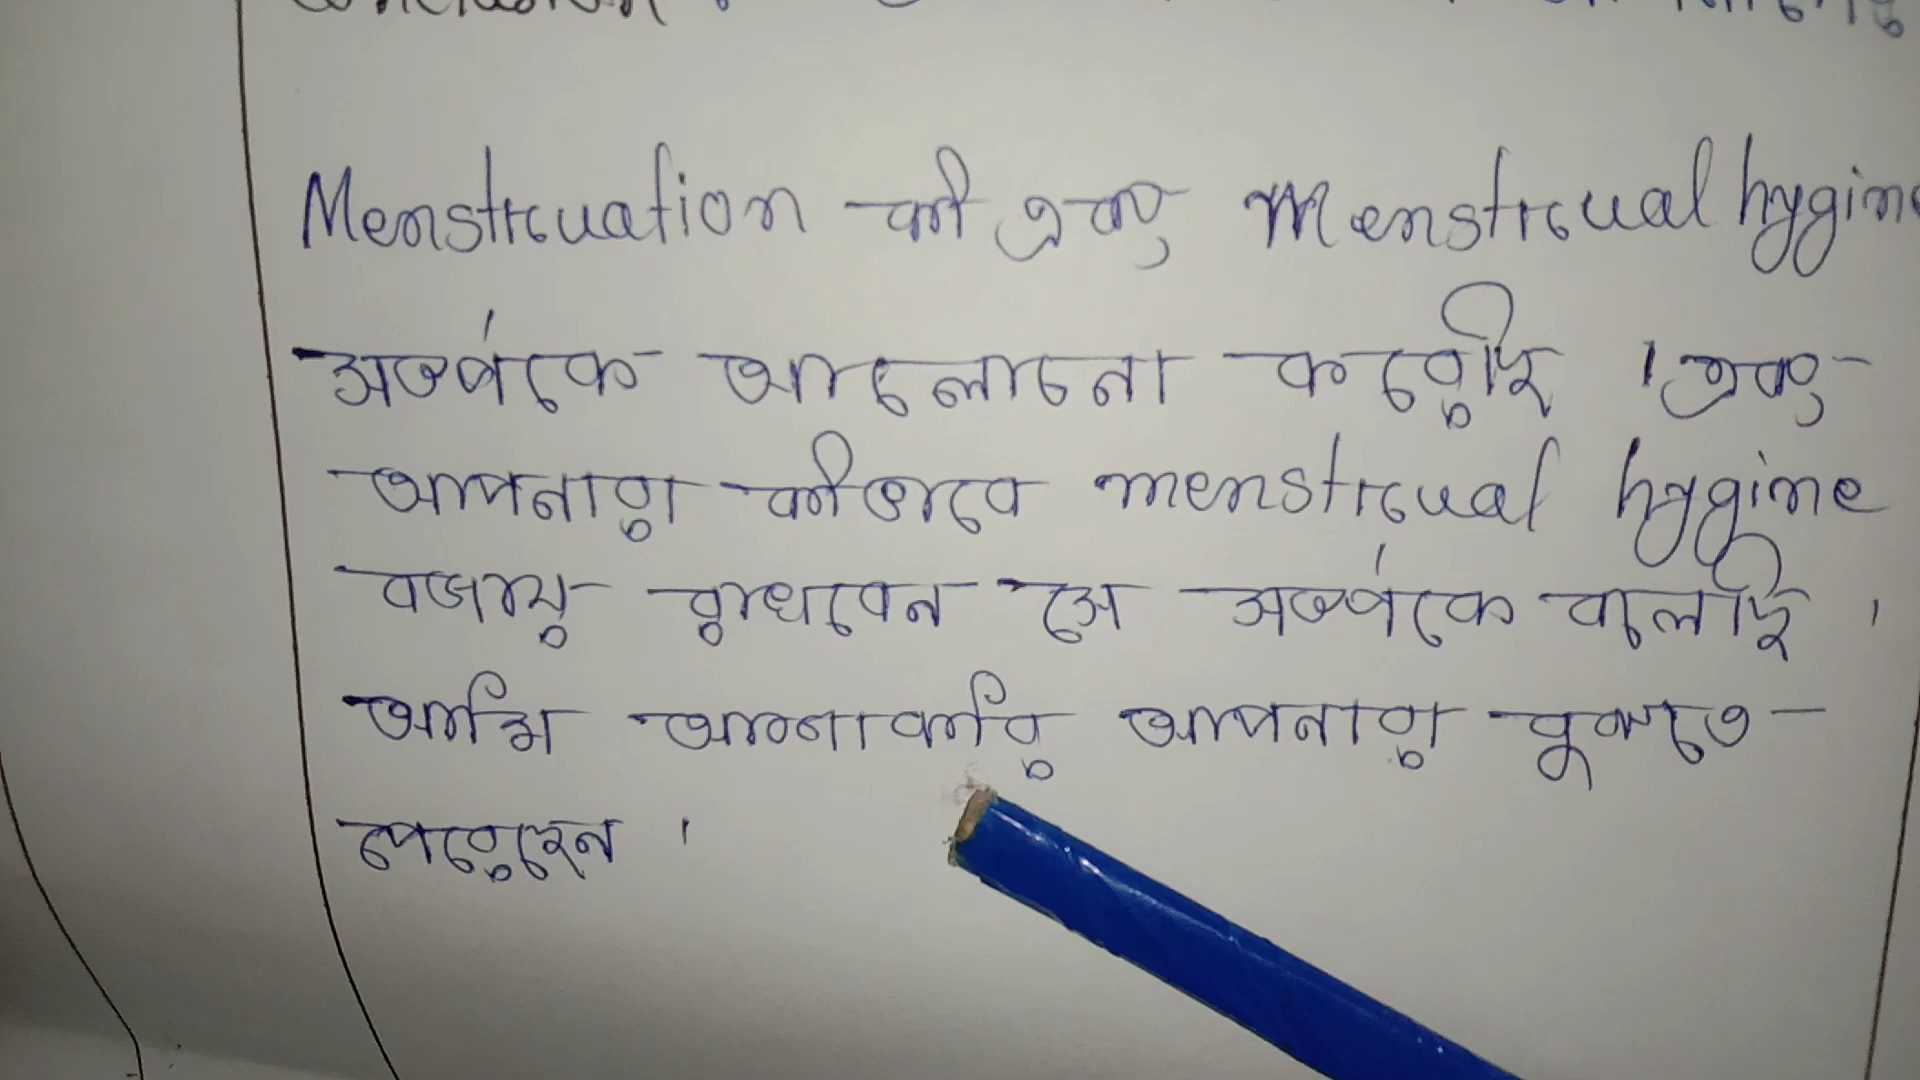 Conclusion :
Menstruation কী এবং Menstrual hygine
সম্পর্কে আলোচনা করেছি । এবং
আপনারা কীভাবে menstrual hygine
বজায় রাখবেন সে সম্পর্কে বলেছি ।
আমি আশাকরি আপনারা বুঝতে
পেরেছেন ।